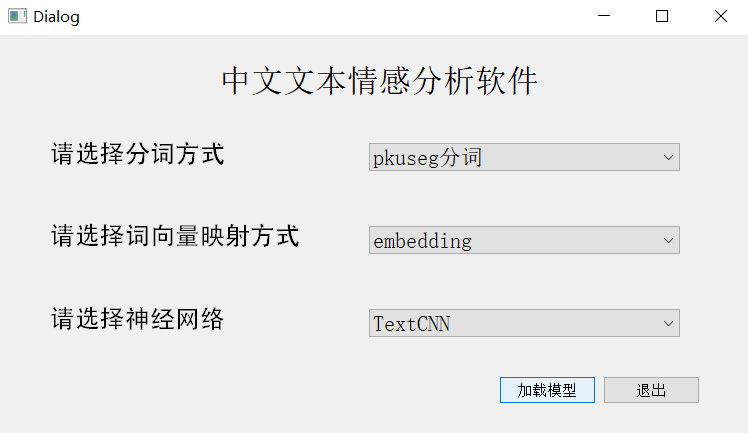 Dialog
中文文本情感分析软件
请选择分词方式
pkuseg分词
请选择词向量映射方式
embedding
请选择神经网络
TextCNN
加载模型
退出